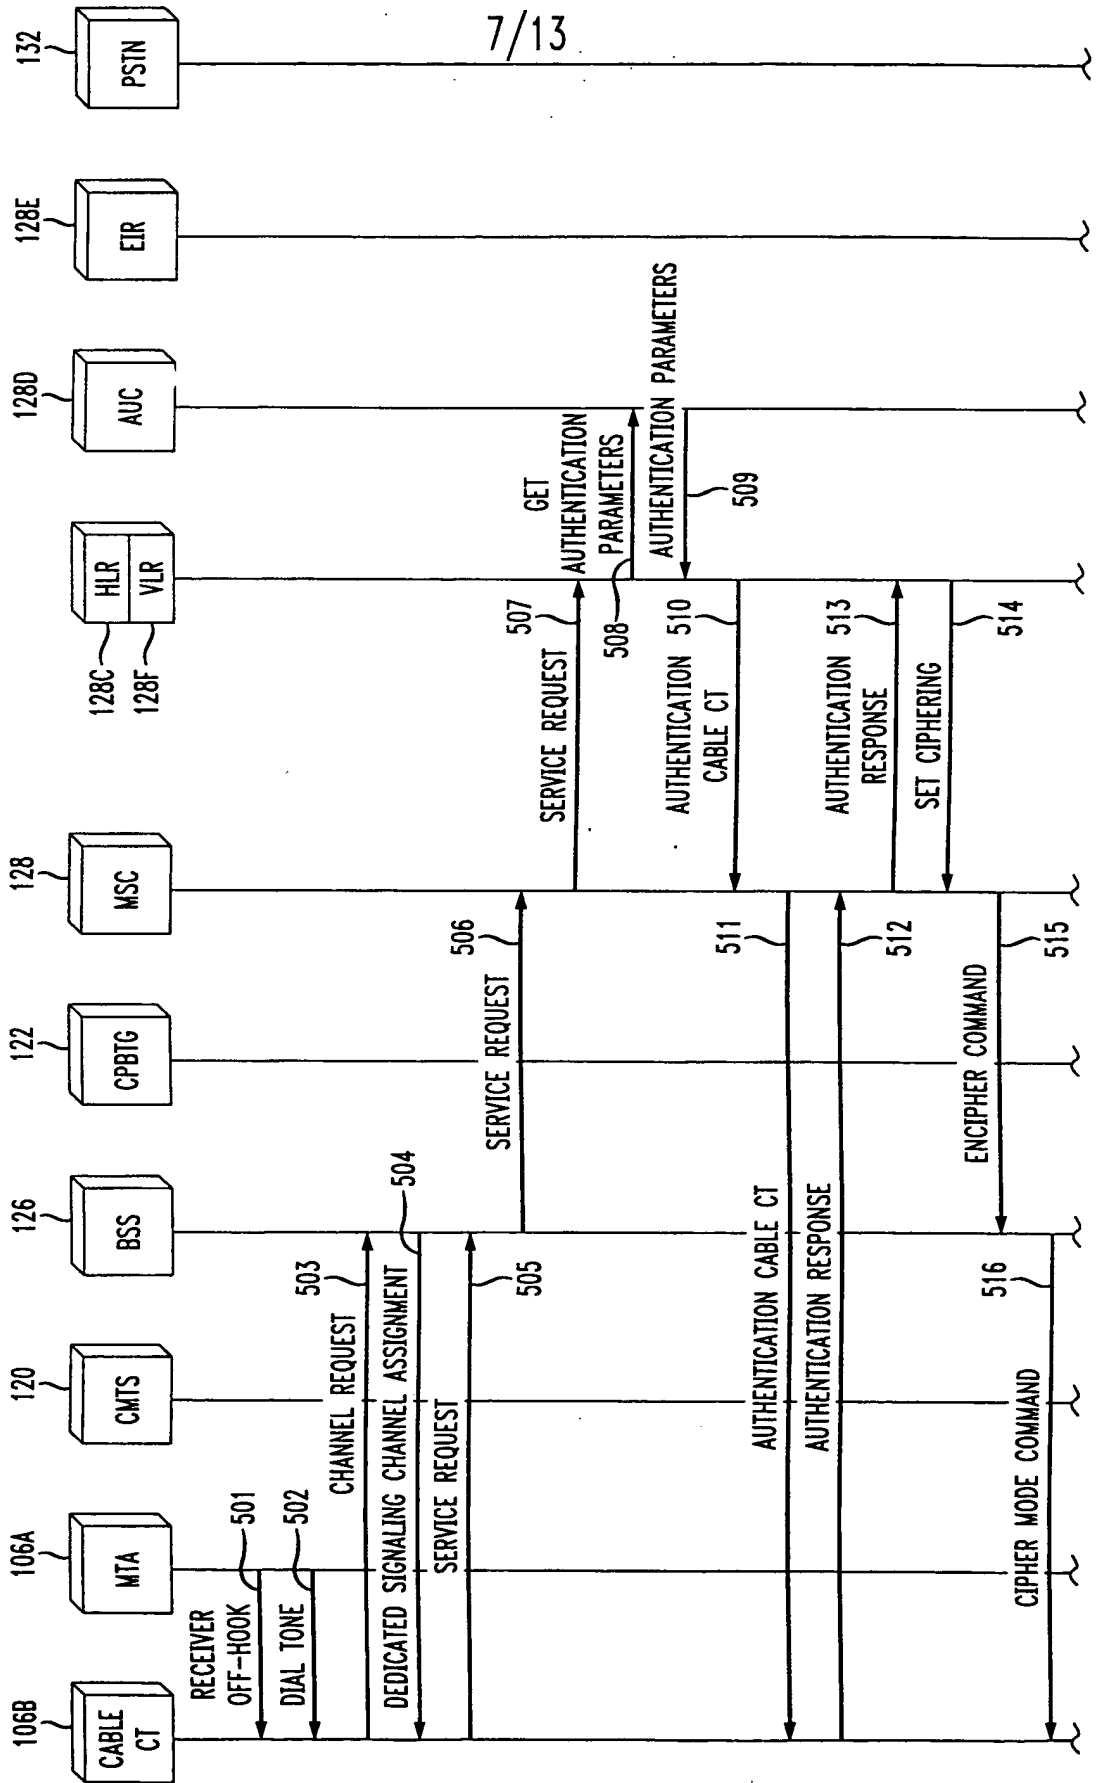 7/13
106B
CABLE
CT
106A
MTA
120
CMTS
126
BSS
122
CPBTG
128
MSC
128C
HLR
128F
VLR
128D
AUC
128E
EIR
132
PSTN
RECEIVER
OFF-HOOK
501
DIAL TONE
502
CHANNEL REQUEST
503
DEDICATED SIGNALING CHANNEL ASSIGNMENT
504
SERVICE REQUEST
505
SERVICE REQUEST
506
SERVICE REQUEST
507
GET
AUTHENTICATION
PARAMETERS
508
AUTHENTICATION PARAMETERS
509
AUTHENTICATION
CABLE CT
510
AUTHENTICATION CABLE CT
511
AUTHENTICATION RESPONSE
512
AUTHENTICATION
RESPONSE
513
SET CIPHERING
514
ENCIPHER COMMAND
515
CIPHER MODE COMMAND
516